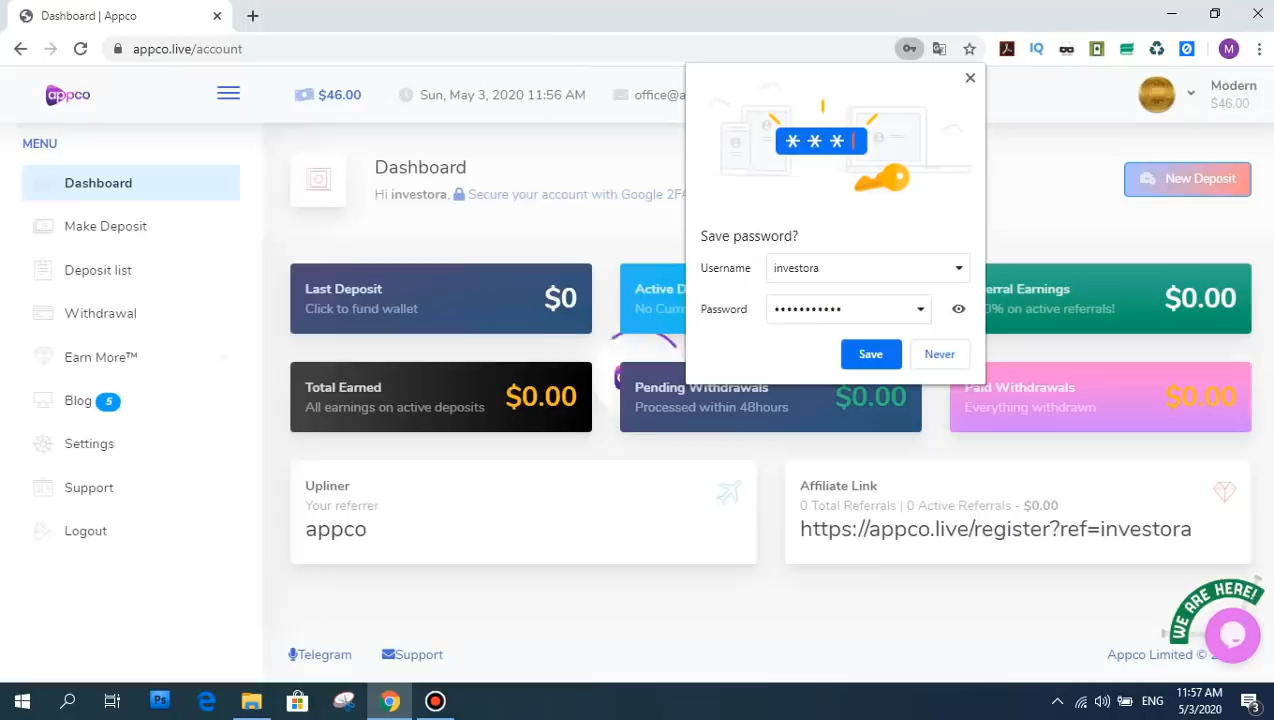 Dashboard | Appco
appco.live/account
IQ
M
appco
$46.00
Sun, May 3, 2020 11:56 AM
office@a
Modern
$46.00
MENU
Dashboard
Make Deposit
Deposit list
Withdrawal
Earn More™
Blog 5
Settings
Support
Logout
Dashboard
Hi investora, Secure your account with Google 2FA
New Deposit
* * * |
Save password?
Username investora
Password •••••••••••
Save Never
Last Deposit
Click to fund wallet
$0
Active D
No Curr
erral Earnings
0% on active referrals!
$0.00
Total Earned
All earnings on active deposits
$0.00
Pending Withdrawals
Processed within 48hours
$0.00
Paid Withdrawals
Everything withdrawn
$0.00
Upliner
Your referrer
appco
Affiliate Link
0 Total Referrals | 0 Active Referrals - $0.00
https://appco.live/register?ref=investora
WE ARE HERE!
Telegram
Support
Appco Limited © 2
Ps
ENG
11:57 AM
5/3/2020
3